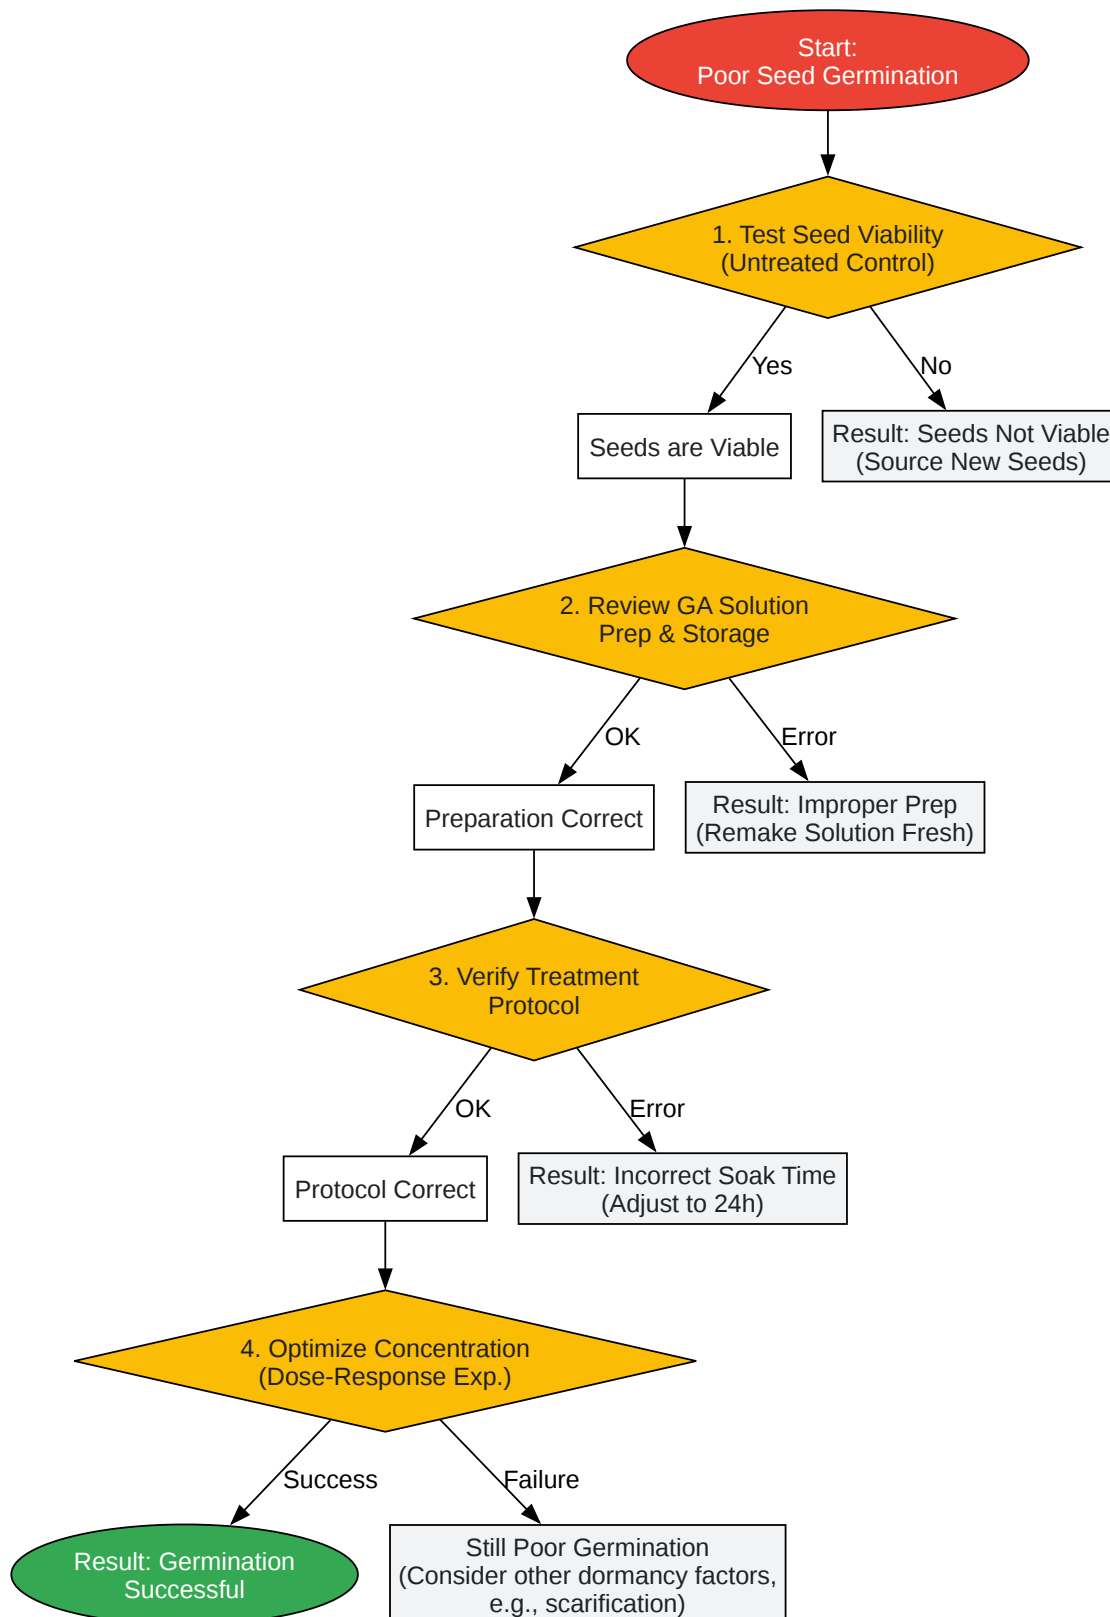 Start:
Poor Seed Germination
1. Test Seed Viability
(Untreated Control)
Yes
No
Seeds are Viable
Result: Seeds Not Viable
(Source New Seeds)
2. Review GA Solution
Prep & Storage
OK
Error
Preparation Correct
Result: Improper Prep
(Remake Solution Fresh)
3. Verify Treatment
Protocol
OK
Error
Protocol Correct
Result: Incorrect Soak Time
(Adjust to 24h)
4. Optimize Concentration
(Dose-Response Exp.)
Success
Failure
Result: Germination
Successful
Still Poor Germination
(Consider other dormancy factors,
e.g., scarification)